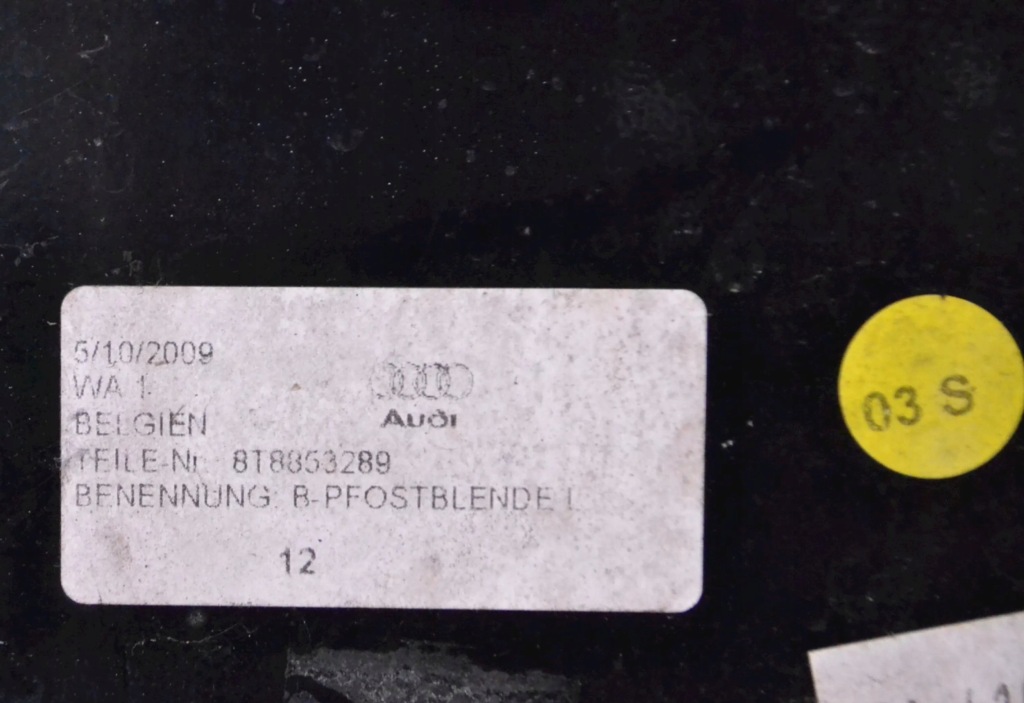 5/10/2009
WA 1
BELGIEN
Audi
TEILE-Nr 8T8853289
BENENNUNG: B-PFOSTBLENDE L
12
03 S